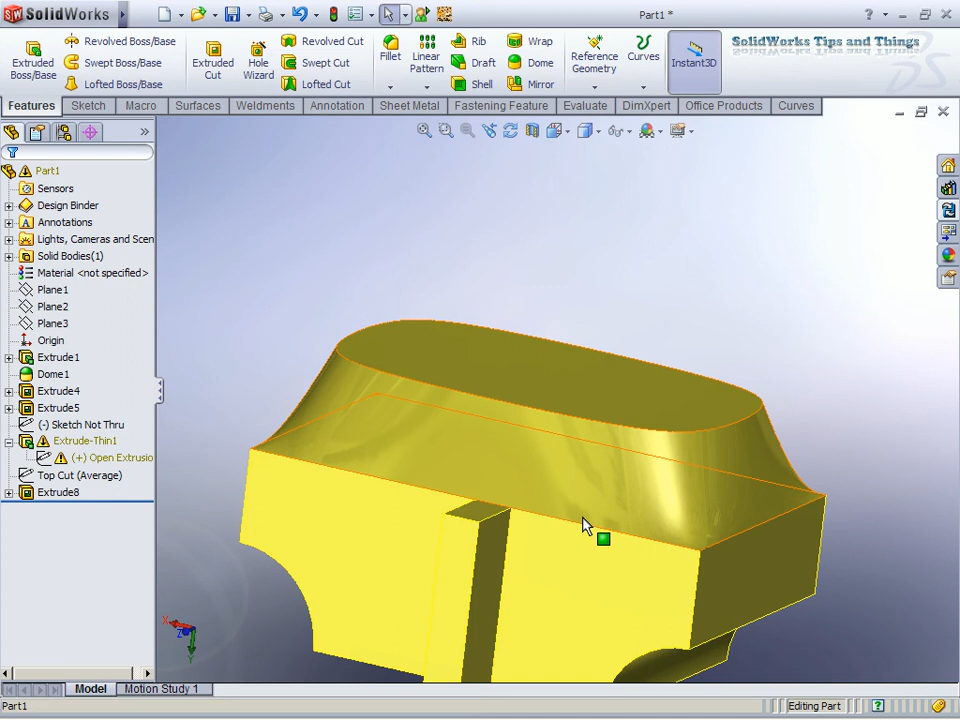 SolidWorks
Part1 *
Extruded Boss/Base
Revolved Boss/Base
Swept Boss/Base
Lofted Boss/Base
Extruded Cut
Hole Wizard
Revolved Cut
Swept Cut
Lofted Cut
Fillet
Linear Pattern
Rib
Draft
Shell
Wrap
Dome
Mirror
Reference Geometry
Curves
Instant3D
SolidWorks Tips and Things
Features
Sketch
Macro
Surfaces
Weldments
Annotation
Sheet Metal
Fastening Feature
Evaluate
DimXpert
Office Products
Curves
Part1
Sensors
Design Binder
Annotations
Lights, Cameras and Scen
Solid Bodies(1)
Material <not specified>
Plane1
Plane2
Plane3
Origin
Extrude1
Dome1
Extrude4
Extrude5
(-) Sketch Not Thru
Extrude-Thin1
(+) Open Extrusio
Top Cut (Average)
Extrude8
X
Z
Y
Model
Motion Study 1
Part1
Editing Part